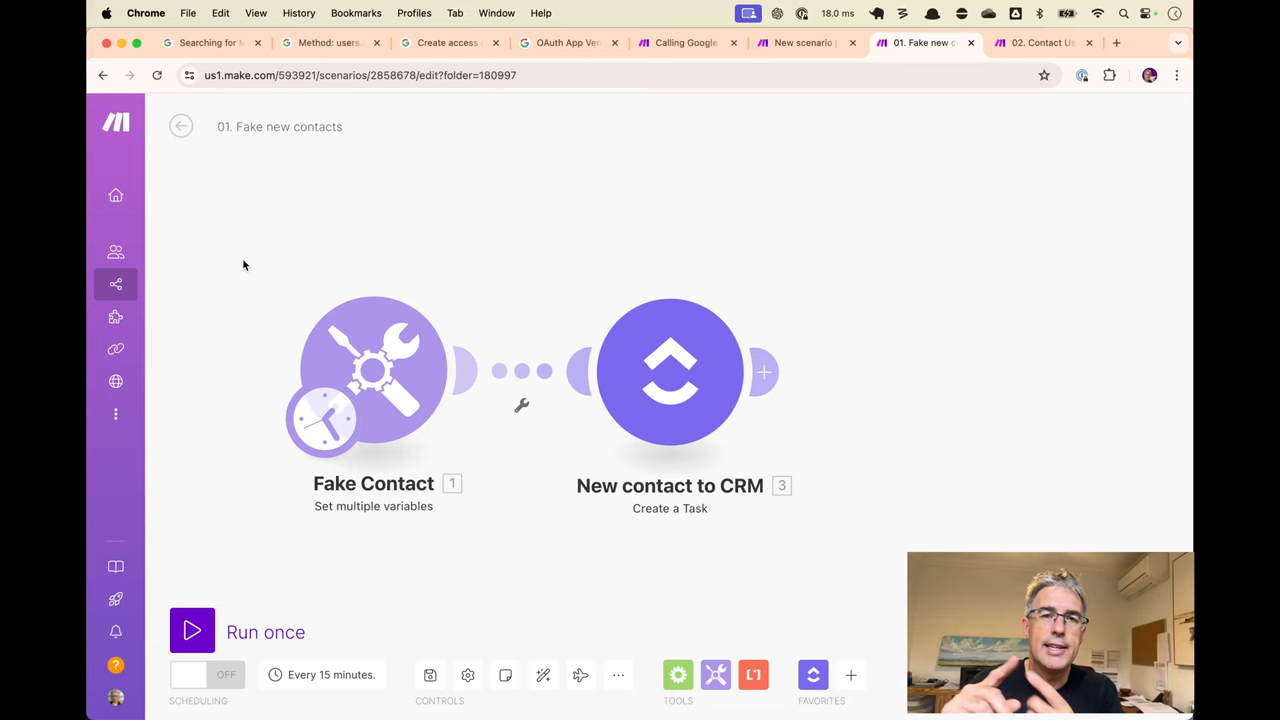 Chrome File Edit View History Bookmarks Profiles Tab Window Help 18.0 ms
Searching for M Method: users. Create access c OAuth App Ver Calling Google New scenario 01. Fake new co 02. Contact Us
us1.make.com/593921/scenarios/2858678/edit?folder=180997
01. Fake new contacts
Fake Contact 1
Set multiple variables
New contact to CRM 3
Create a Task
Run once
OFF Every 15 minutes.
SCHEDULING CONTROLS TOOLS FAVORITES